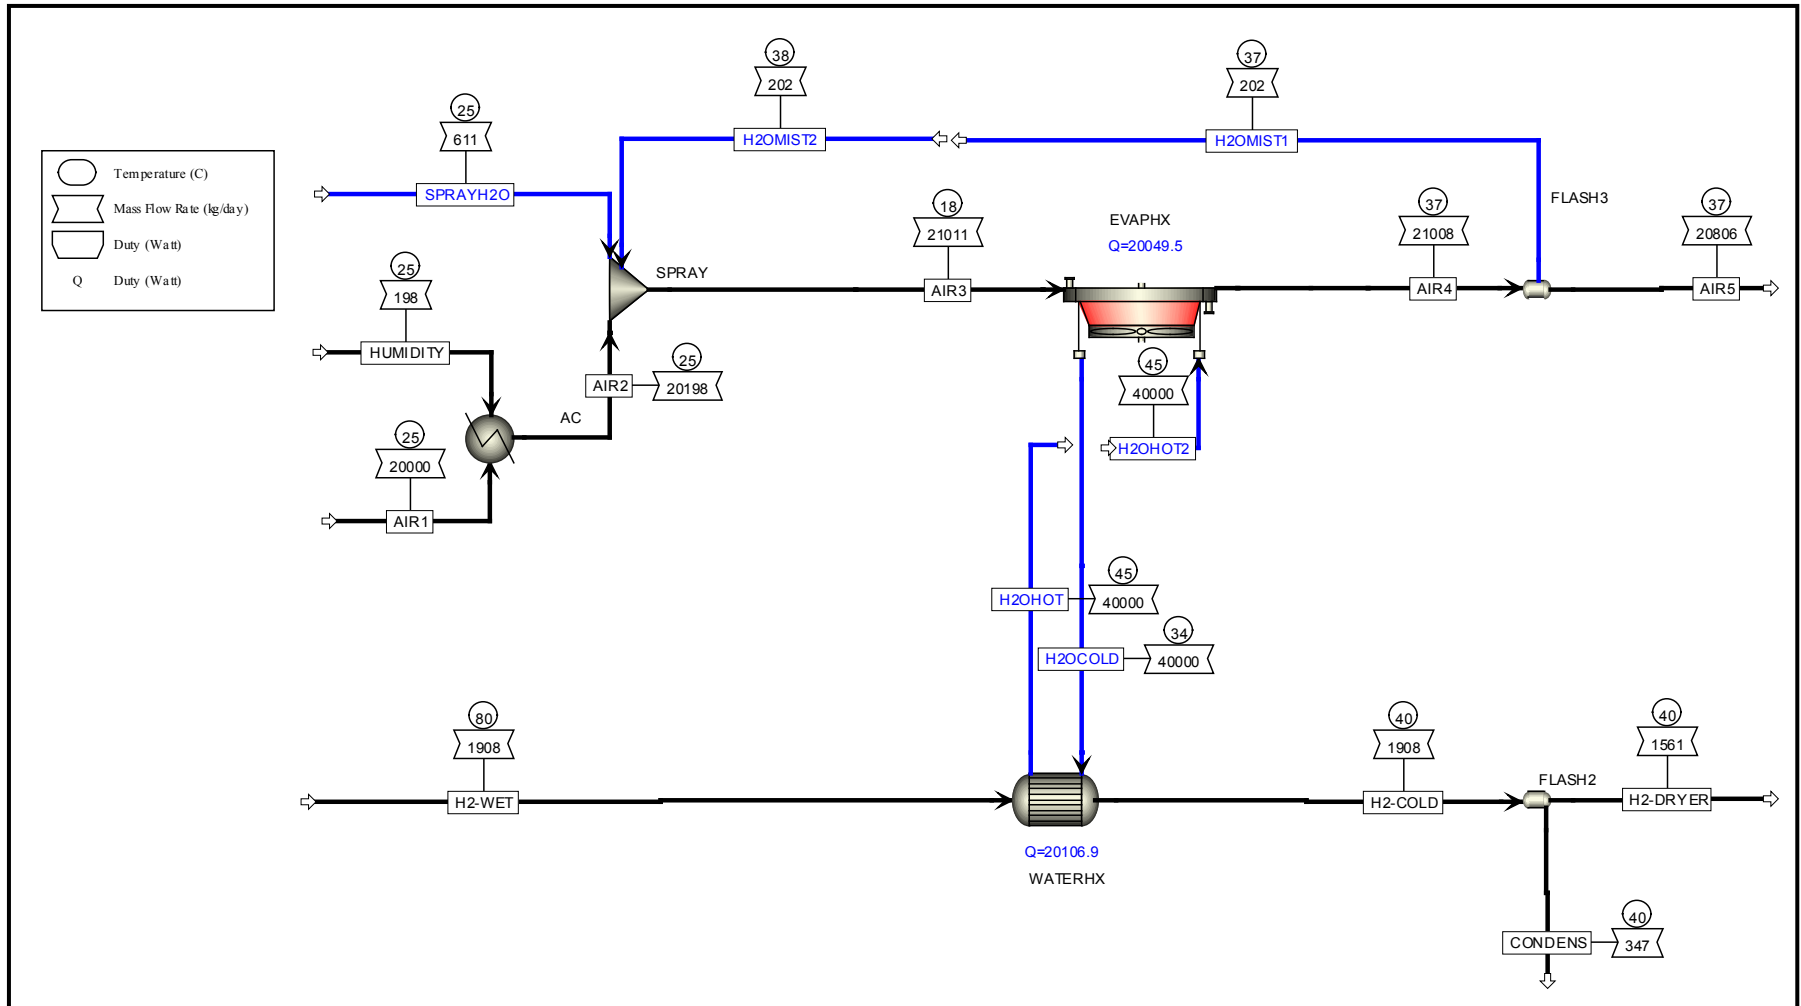 38
202
37
202
25
611
H2OMIST2
H2OMIST1
Temperature (C)
Mass Flow Rate (kg/day)
Duty (Watt)
Q Duty (Watt)
SPRAYH2O
FLASH3
18
21011
EVAPHX
Q=20049.5
37
21008
37
20806
25
198
SPRAY
AIR3
AIR4
AIR5
HUMIDITY
AIR2
25
20198
45
40000
25
20000
AC
H2OHOT2
AIR1
H2OHOT
45
40000
H2OCOLD
34
40000
80
1908
40
1908
40
1561
H2-WET
H2-COLD
FLASH2
H2-DRYER
Q=20106.9
WATERHX
CONDENS
40
347